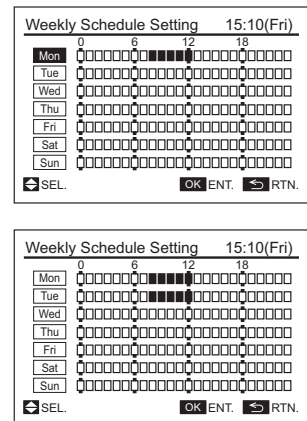 Weekly Schedule Setting 15:10(Fri)
0 6 12 18
Mon
Tue
Wed
Thu
Fri
Sat
Sun
SEL. OK ENT. RTN.
Weekly Schedule Setting 15:10(Fri)
0 6 12 18
Mon
Tue
Wed
Thu
Fri
Sat
Sun
SEL. OK ENT. RTN.